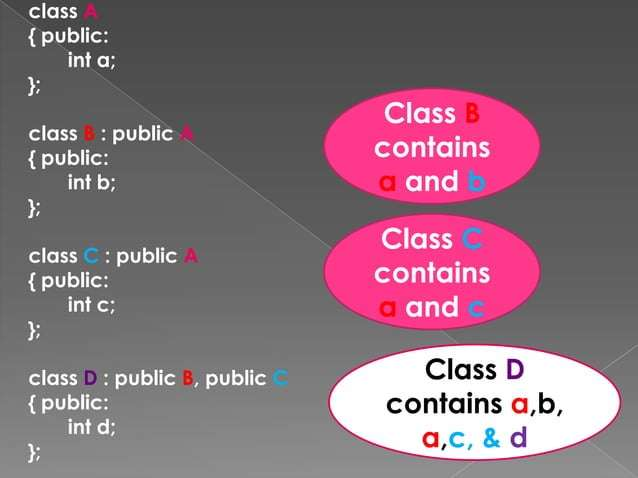 class A
{ public:
int a;
};
class B : public A
{ public:
int b;
};
class C : public A
{ public:
int c;
};
class D : public B, public C
{ public:
int d;
};
Class B
contains
a and b
Class C
contains
a and c
Class D
contains a,b,
a,c, & d